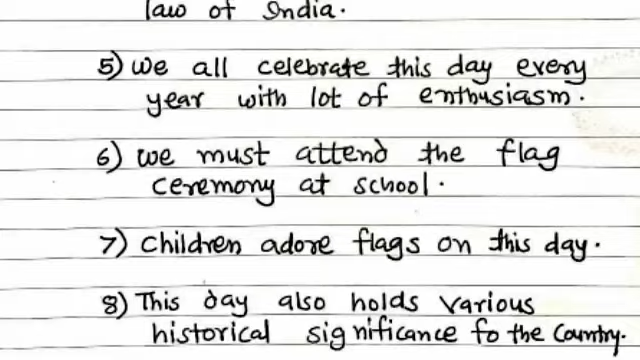 law of India.
5) we all celebrate this day every
year with lot of enthusiasm.
6) we must attend the flag
ceremony at school.
7) children adore flags on this day.
8) This day also holds various
historical significance fo the Country.